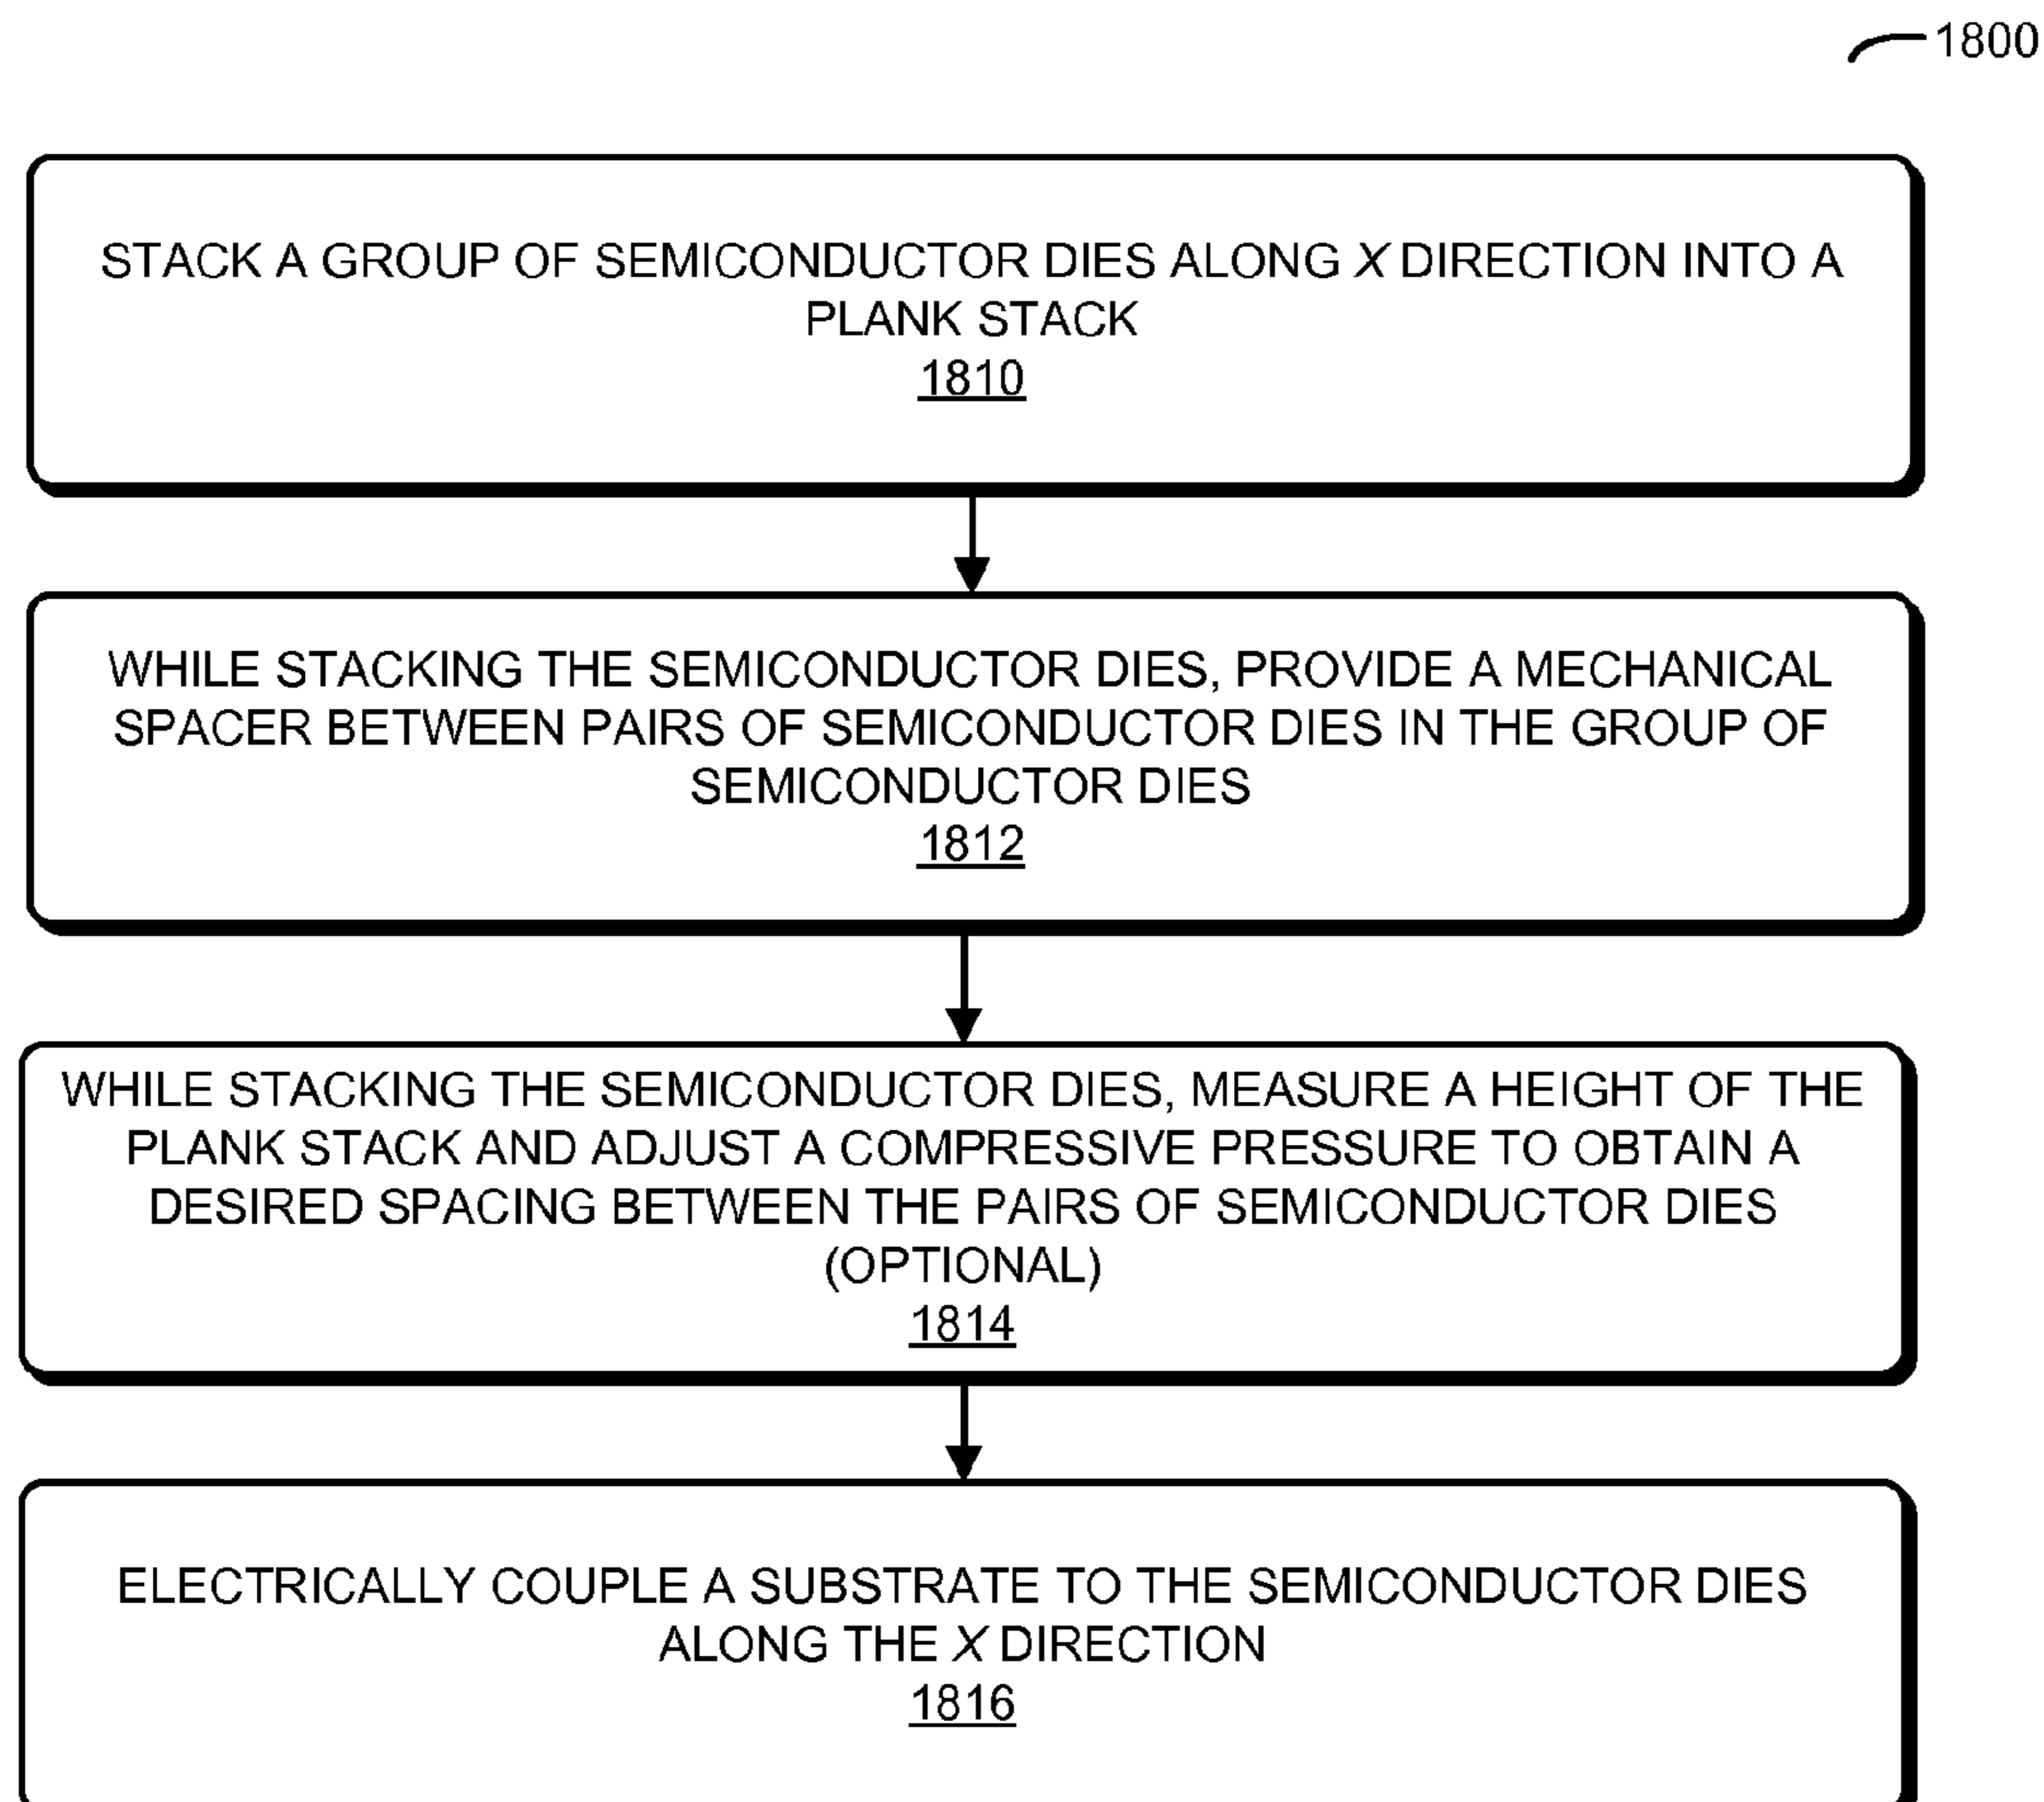 1800
STACK A GROUP OF SEMICONDUCTOR DIES ALONG X DIRECTION INTO A
PLANK STACK
1810
WHILE STACKING THE SEMICONDUCTOR DIES, PROVIDE A MECHANICAL
SPACER BETWEEN PAIRS OF SEMICONDUCTOR DIES IN THE GROUP OF
SEMICONDUCTOR DIES
1812
WHILE STACKING THE SEMICONDUCTOR DIES, MEASURE A HEIGHT OF THE
PLANK STACK AND ADJUST A COMPRESSIVE PRESSURE TO OBTAIN A
DESIRED SPACING BETWEEN THE PAIRS OF SEMICONDUCTOR DIES
(OPTIONAL)
1814
ELECTRICALLY COUPLE A SUBSTRATE TO THE SEMICONDUCTOR DIES
ALONG THE X DIRECTION
1816